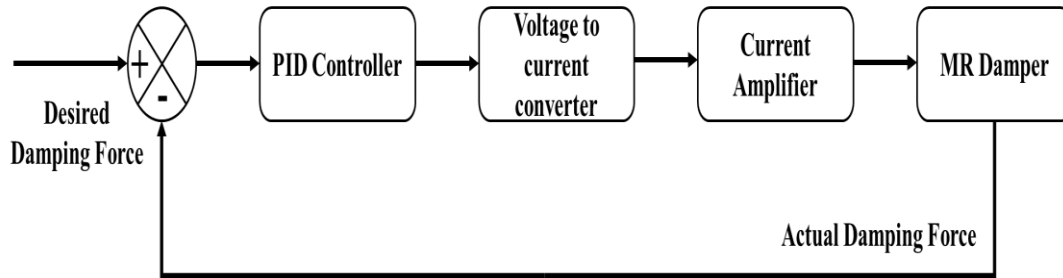 +
-
Desired
Damping Force
PID Controller
Voltage to
current
converter
Current
Amplifier
MR Damper
Actual Damping Force